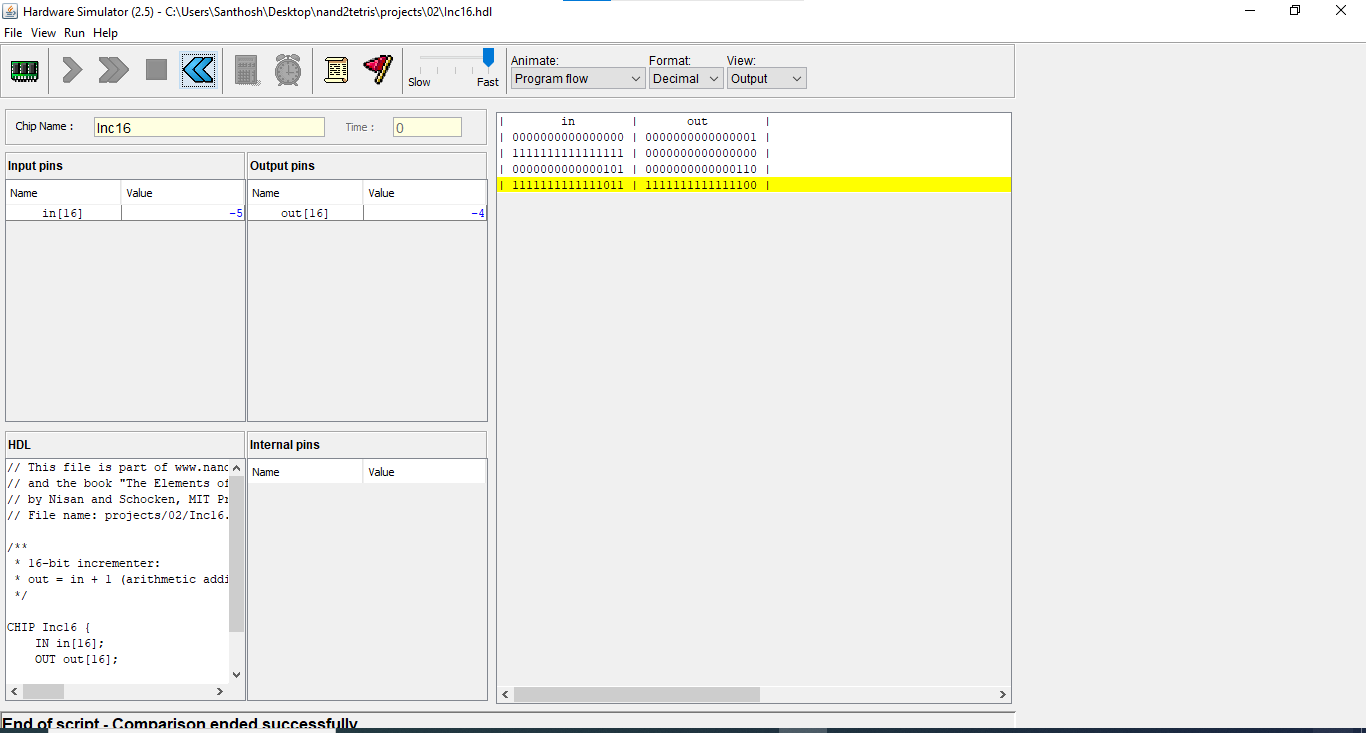 Hardware Simulator (2.5) - C:\Users\Santhosh\Desktop\nand2tetris\projects\02\Inc16.hdl
File View Run Help
Slow Fast
Animate: Format: View:
Program flow Decimal Output
Chip Name : Inc16 Time : 0
Input pins
Name Value
in[16] -5
Output pins
Name Value
out[16] -4
HDL
// This file is part of www.nand
// and the book "The Elements of
// by Nisan and Schocken, MIT Pr
// File name: projects/02/Inc16.
/**
* 16-bit incrementer:
* out = in + 1 (arithmetic addi
*/
CHIP Inc16 {
IN in[16];
OUT out[16];
Internal pins
Name Value
| in | out |
| 0000000000000000 | 0000000000000001 |
| 1111111111111111 | 0000000000000000 |
| 0000000000000101 | 0000000000000110 |
| 1111111111111011 | 1111111111111100 |
End of script - Comparison ended successfully